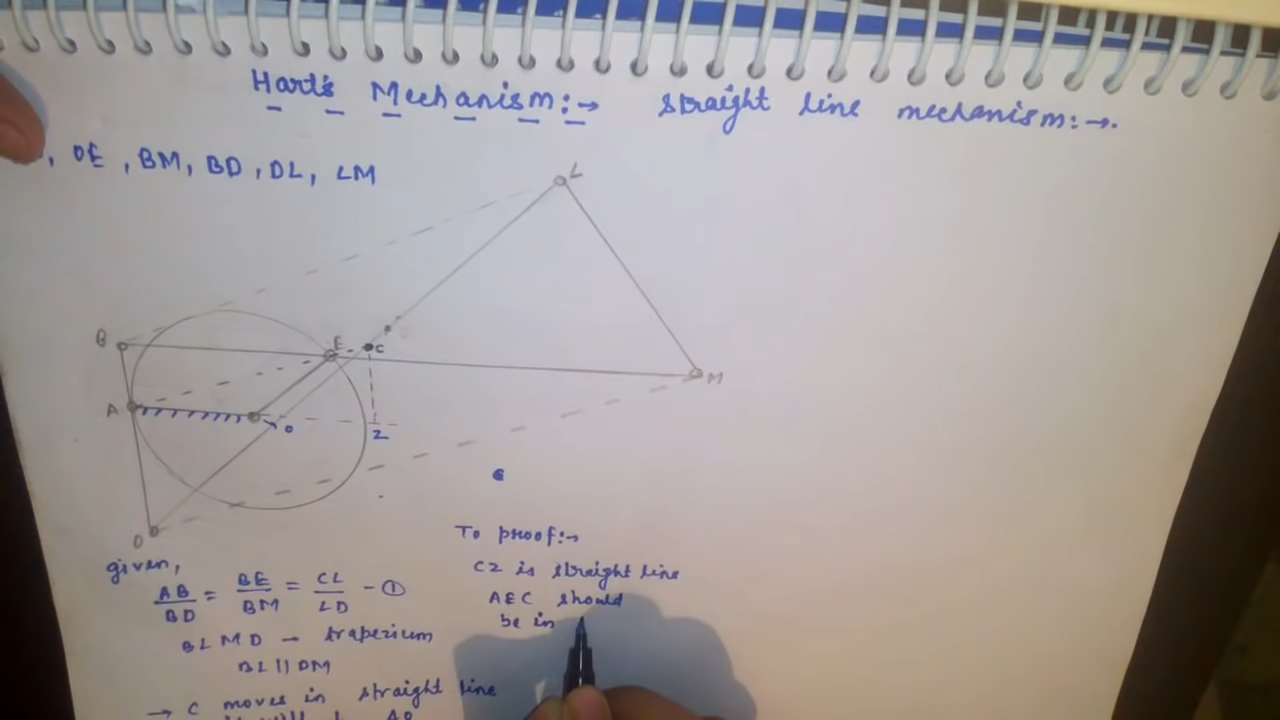 Hart's Mechanism:→ straight line mechanism:→.
, OE, BM, BD, DL, LM
L
B
E
C
M
A
O
Z
D
given,
AB/BD = BE/BM = CL/LD - ①
BLMD - trapezium
BL || DM
→ C moves in straight line
To proof:→
CZ is straight line
AEC should
be in